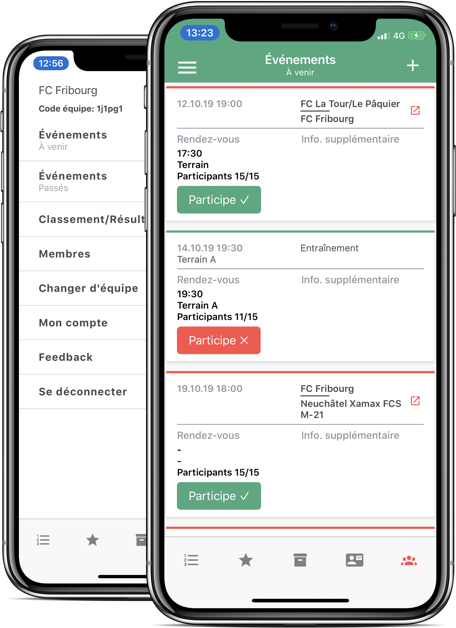 12:56
FC Fribourg
Code équipe: 1j1pg1
Événements
À venir
Événements
Passés
Classement/Résult
Membres
Changer d'équipe
Mon compte
Feedback
Se déconnecter
13:23
4G
Événements
À venir
12.10.19 19:00
FC La Tour/Le Pâquier
FC Fribourg
Rendez-vous
Info. supplémentaire
17:30
Terrain
Participants 15/15
Participe ✓
14.10.19 19:30
Entraînement
Terrain A
Rendez-vous
Info. supplémentaire
19:30
Terrain A
Participants 11/15
Participe ✕
19.10.19 18:00
FC Fribourg
Neuchâtel Xamax FCS
M-21
Rendez-vous
Info. supplémentaire
-
-
Participants 15/15
Participe ✓